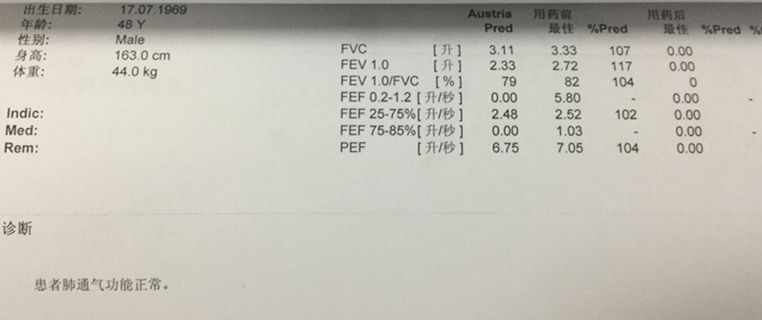 出生日期: 17.07.1969
年龄: 48 Y
性别: Male
身高: 163.0 cm
体重: 44.0 kg
Indic:
Med:
Rem:
Austria 用药前 用药后
Pred 最佳 %Pred 最佳 %Pred %
FVC [升] 3.11 3.33 107 0.00
FEV 1.0 [升] 2.33 2.72 117 0.00
FEV 1.0/FVC [%] 79 82 104 0
FEF 0.2-1.2 [升/秒] 0.00 5.80 - 0.00 -
FEF 25-75%[升/秒] 2.48 2.52 102 0.00
FEF 75-85%[升/秒] 0.00 1.03 - 0.00 -
PEF [升/秒] 6.75 7.05 104 0.00
诊断
患者肺通气功能正常。